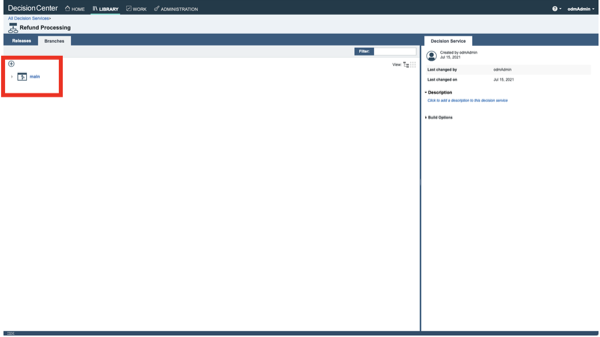 Decision Center HOME LIBRARY WORK ADMINISTRATION odmAdmin
All Decision Services>
Refund Processing
Releases Branches
Filter:
View
main
Decision Service
Created by odmAdmin
Jul 15, 2021
Last changed by odmAdmin
Last changed on Jul 15, 2021
Description
Click to add a description to this decision service
Build Options